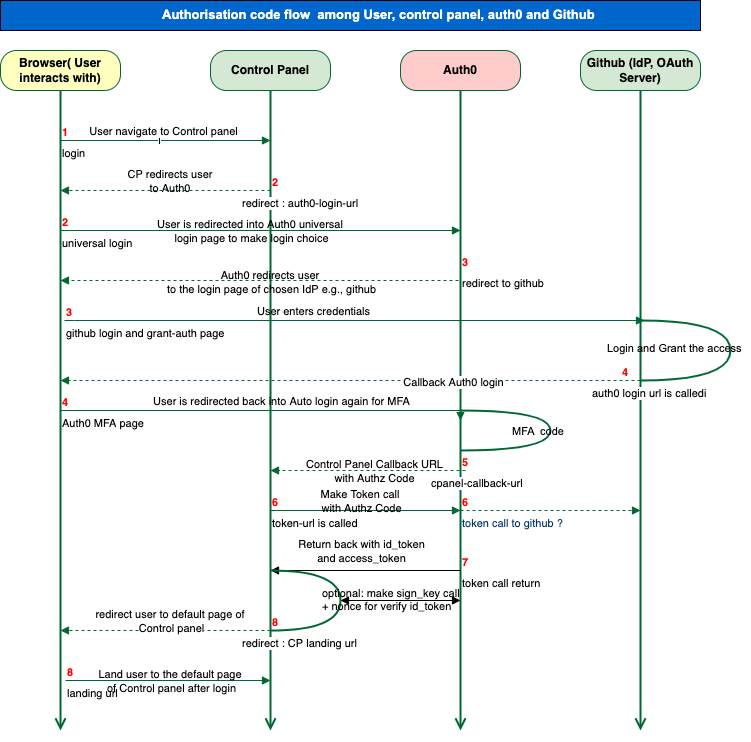 Authorisation code flow among User, control panel, auth0 and Github
Browser( User
interacts with)
Control Panel
Auth0
Github (IdP, OAuth
Server)
1
User navigate to Control panel
login
CP redirects user
to Auth0
2
redirect : auth0-login-url
2
User is redirected into Auth0 universal
login page to make login choice
universal login
3
Auth0 redirects user
to the login page of chosen IdP e.g., github
redirect to github
3
User enters credentials
github login and grant-auth page
Login and Grant the access
4
Callback Auth0 login
auth0 login url is calledi
4
User is redirected back into Auto login again for MFA
Auth0 MFA page
MFA code
5
Control Panel Callback URL
with Authz Code
cpanel-callback-url
6
Make Token call
with Authz Code
token-url is called
6
token call to github ?
Return back with id_token
and access_token
7
token call return
optional: make sign_key call
+ nonce for verify id_token
8
redirect user to default page of
Control panel
redirect : CP landing url
8
Land user to the default page
of Control panel after login
landing url